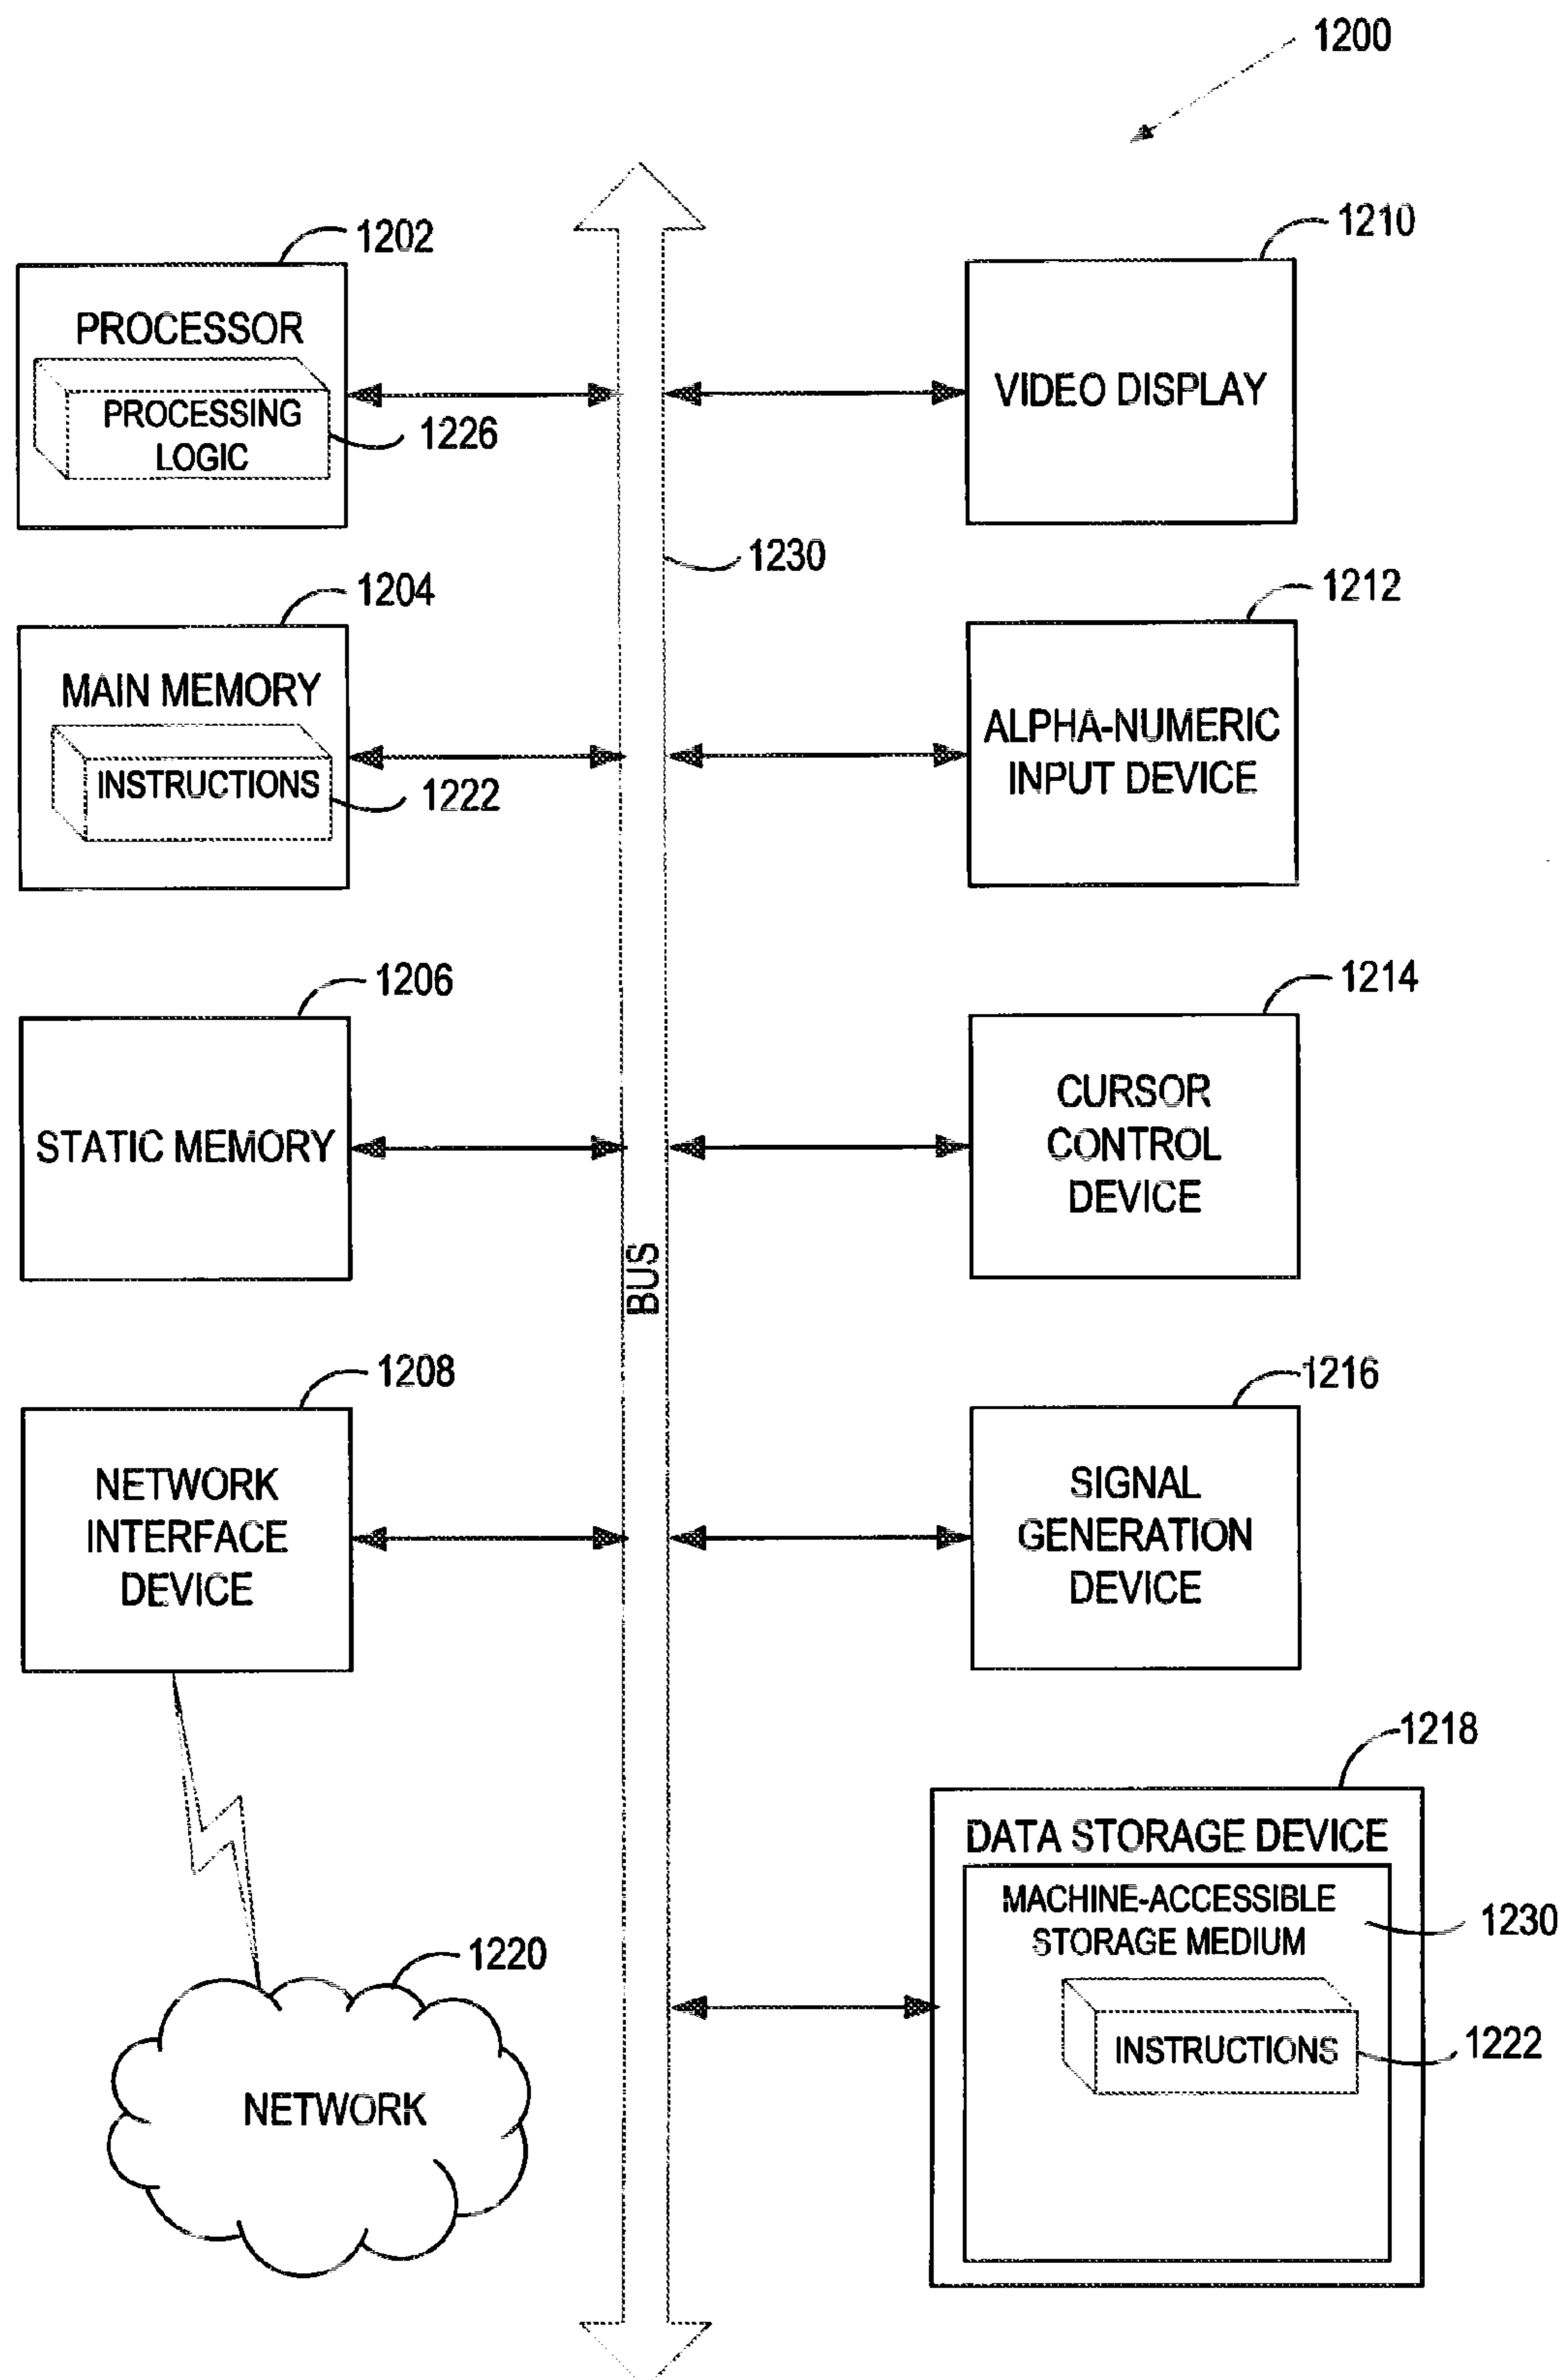 1200
1202
PROCESSOR
PROCESSING
LOGIC
1226
1210
VIDEO DISPLAY
1230
1204
MAIN MEMORY
INSTRUCTIONS
1222
1212
ALPHA-NUMERIC
INPUT DEVICE
1206
STATIC MEMORY
1214
CURSOR
CONTROL
DEVICE
BUS
1208
NETWORK
INTERFACE
DEVICE
1216
SIGNAL
GENERATION
DEVICE
1218
DATA STORAGE DEVICE
MACHINE-ACCESSIBLE
STORAGE MEDIUM
1230
INSTRUCTIONS
1222
1220
NETWORK